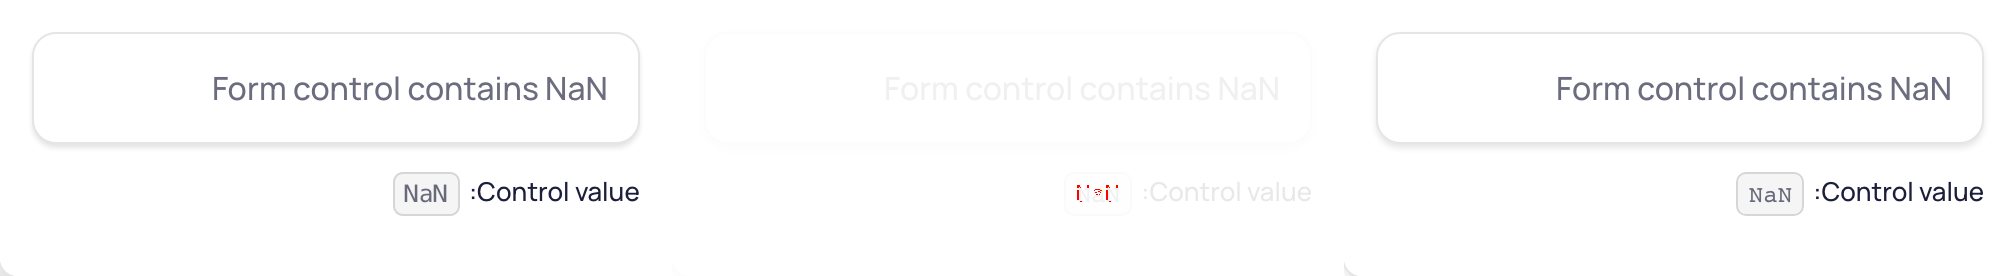 Form control contains NaN
Form control contains NaN
Form control contains NaN
NaN :Control value
NaN :Control value
NaN :Control value